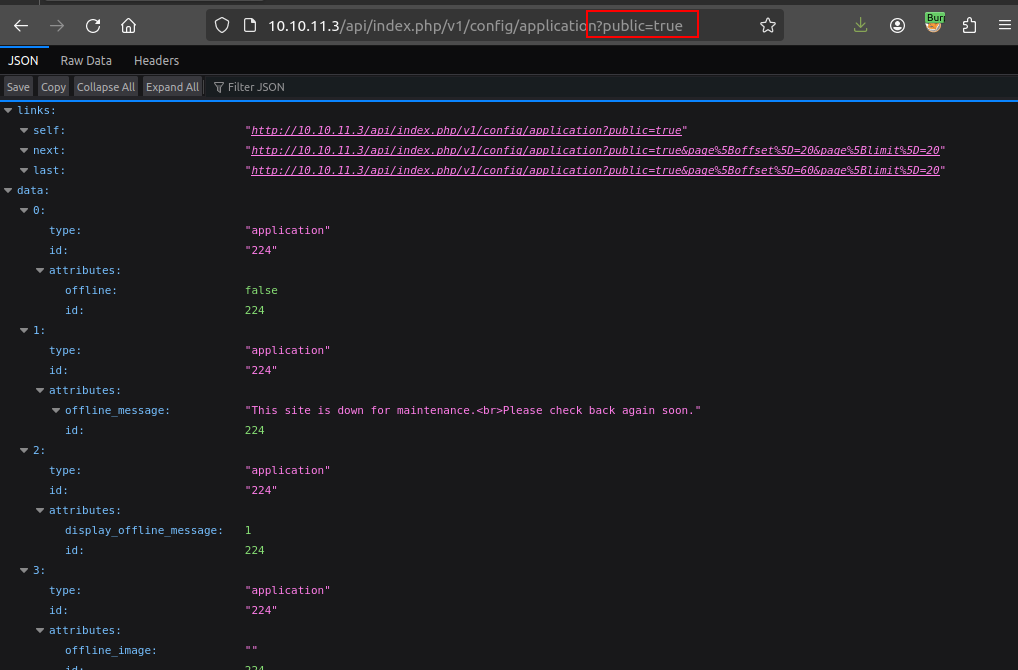 10.10.11.3/api/index.php/v1/config/application?public=true
Burp
JSON Raw Data Headers
Save Copy Collapse All Expand All Filter JSON
links:
self: "http://10.10.11.3/api/index.php/v1/config/application?public=true"
next: "http://10.10.11.3/api/index.php/v1/config/application?public=true&page%5Boffset%5D=20&page%5Blimit%5D=20"
last: "http://10.10.11.3/api/index.php/v1/config/application?public=true&page%5Boffset%5D=60&page%5Blimit%5D=20"
data:
0:
type: "application"
id: "224"
attributes:
offline: false
id: 224
1:
type: "application"
id: "224"
attributes:
offline_message: "This site is down for maintenance.<br>Please check back again soon."
id: 224
2:
type: "application"
id: "224"
attributes:
display_offline_message: 1
id: 224
3:
type: "application"
id: "224"
attributes:
offline_image: ""
id: 224